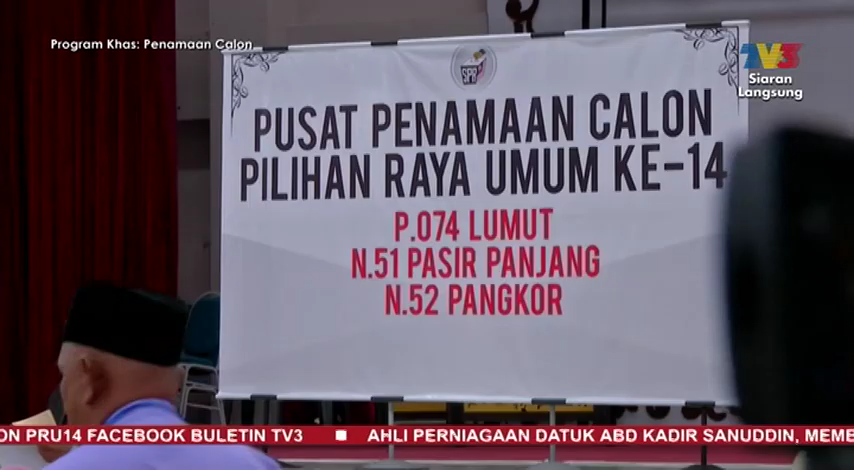 Program Khas: Penamaan Calon
TV3
Siaran
Langsung
SPR
PUSAT PENAMAAN CALON
PILIHAN RAYA UMUM KE-14
P.074 LUMUT
N.51 PASIR PANJANG
N.52 PANGKOR
ON PRU14 FACEBOOK BULETIN TV3 ■ AHLI PERNIAGAAN DATUK ABD KADIR SANUDDIN, MEME